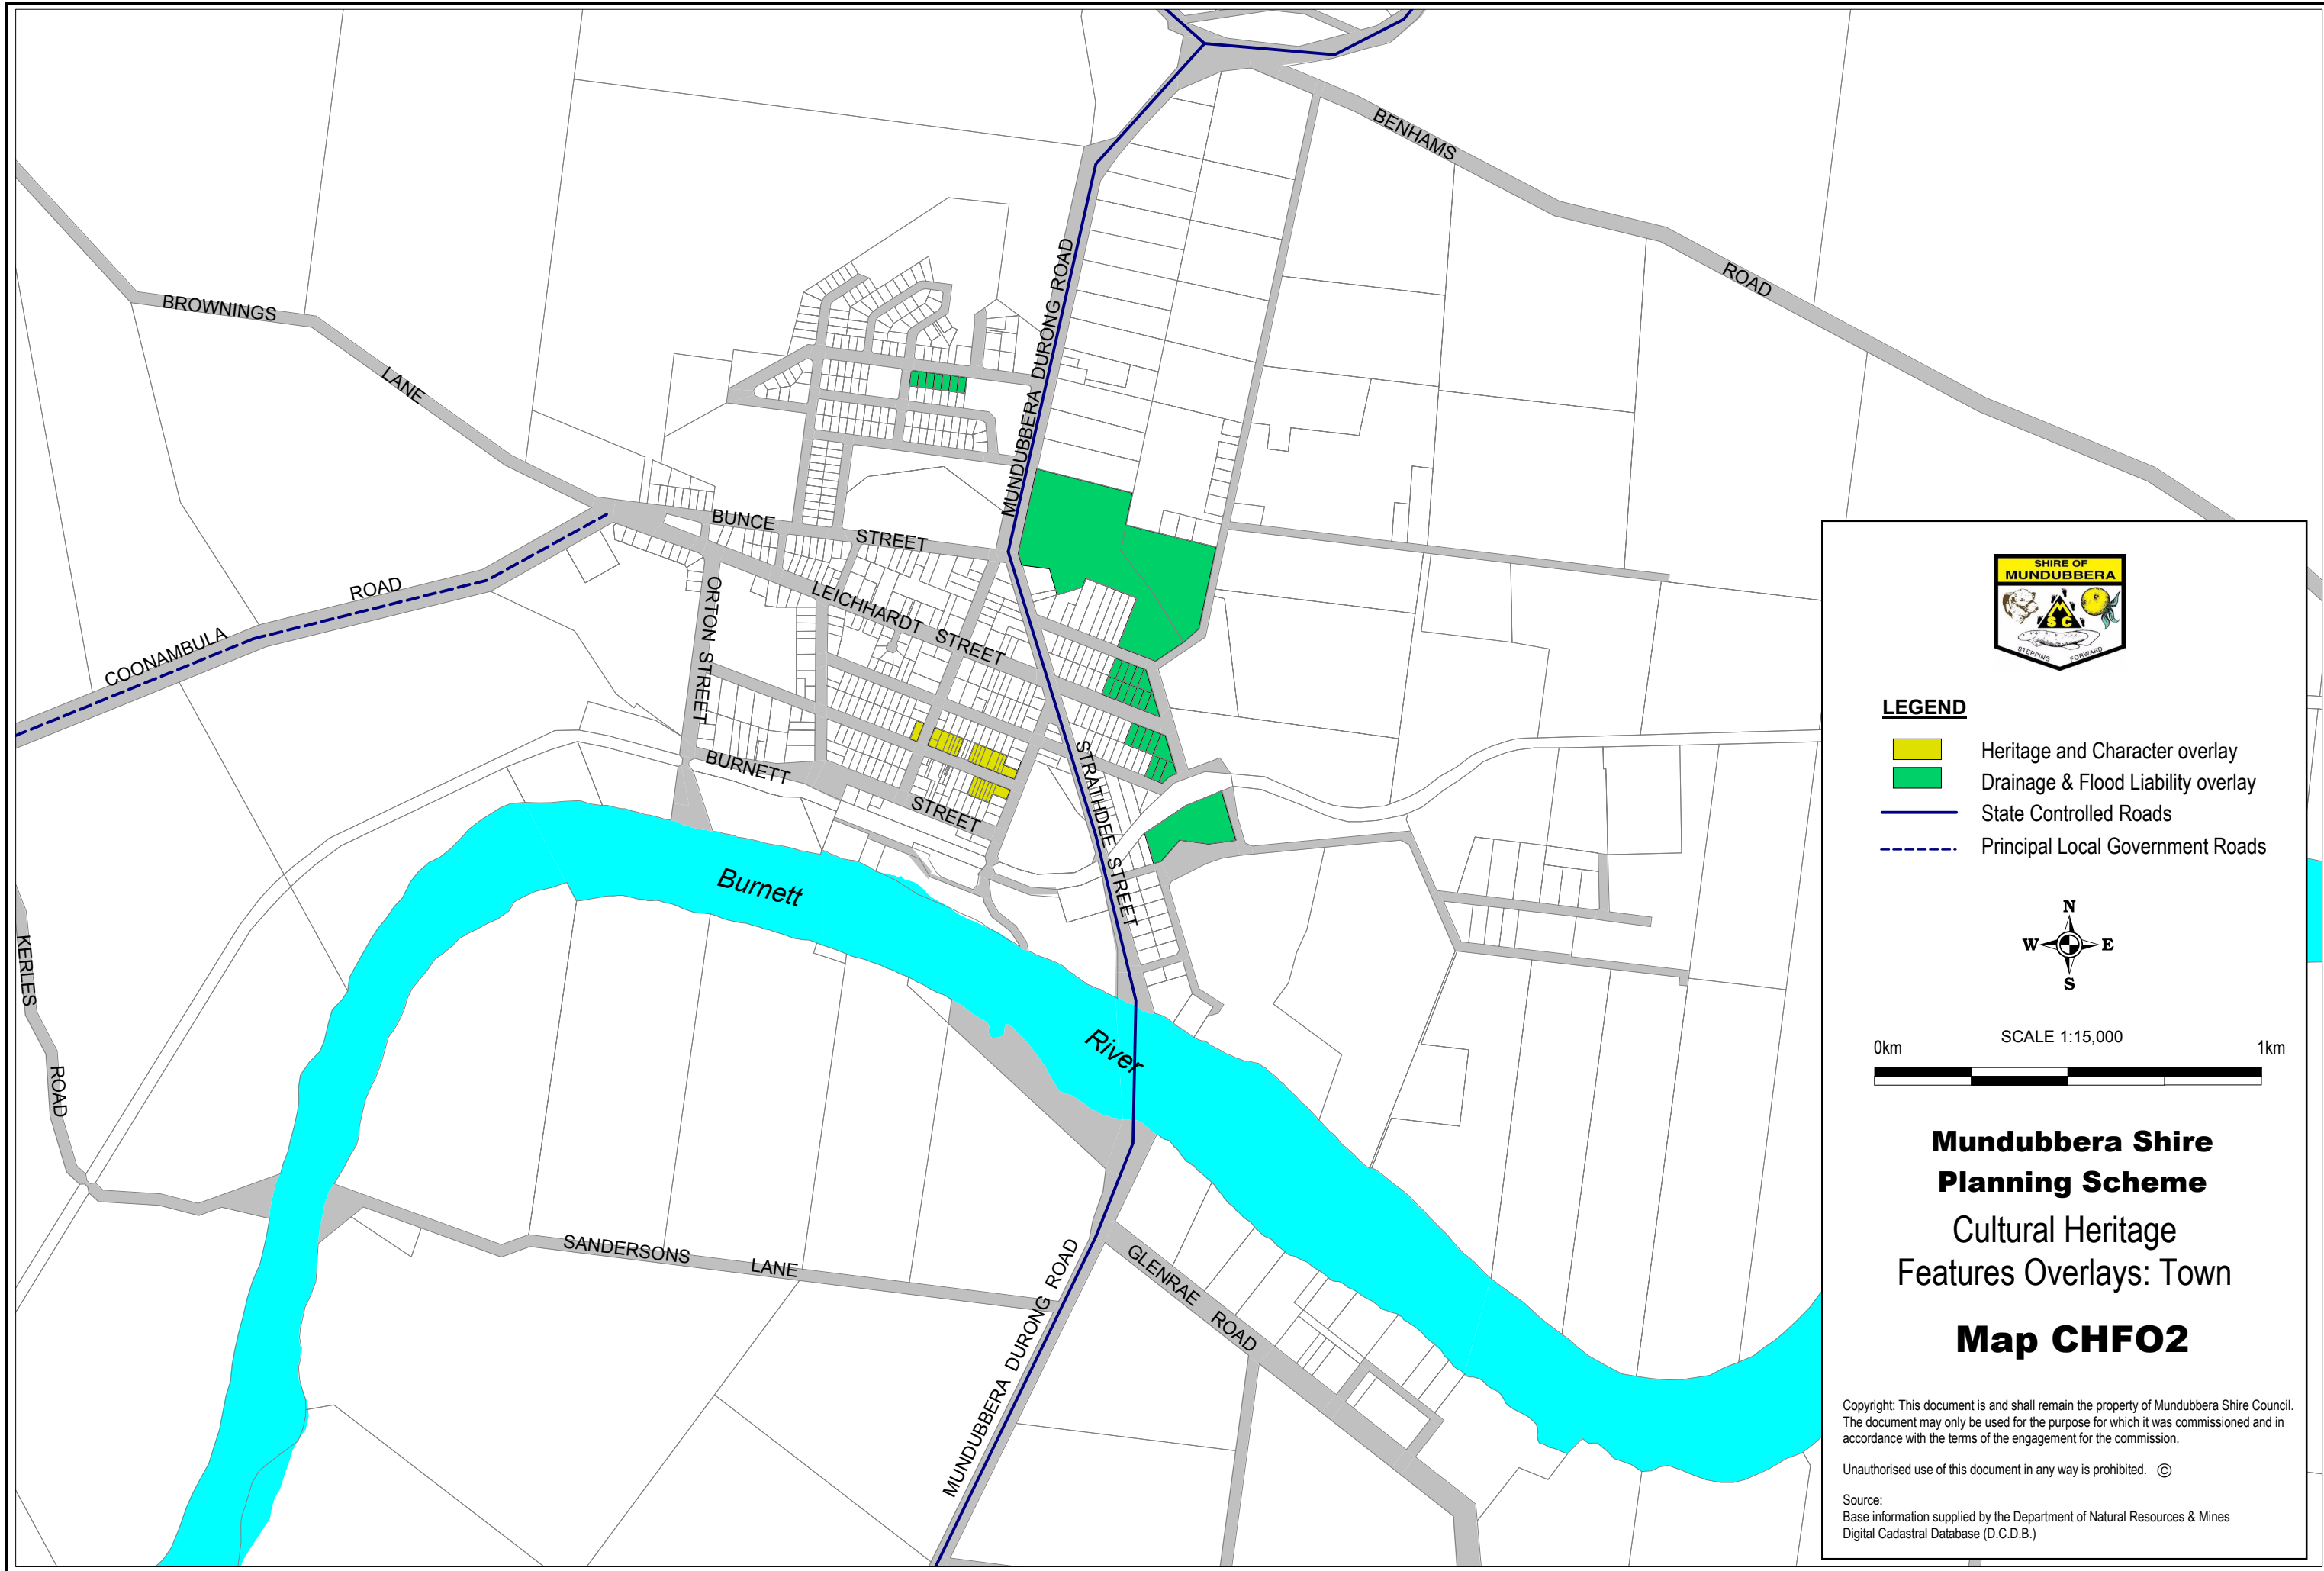 BENHAMS
ROAD
MUNDUBBERA DURONG ROAD
BROWNINGS
LANE
BUNCE
STREET
ROAD
COONAMBULA
ORTON STREET
LEICHHARDT STREET
BURNETT
STREET
STRATHDEE STREET
Burnett
River
KERLES
ROAD
SANDERSONS LANE
MUNDUBBERA DURONG ROAD
GLENRAE ROAD
SHIRE OF
MUNDUBBERA
M
S C
STEPPING FORWARD
LEGEND
Heritage and Character overlay
Drainage & Flood Liability overlay
State Controlled Roads
Principal Local Government Roads
N
W E
S
SCALE 1:15,000
0km 1km
Mundubbera Shire
Planning Scheme
Cultural Heritage
Features Overlays: Town
Map CHFO2
Copyright: This document is and shall remain the property of Mundubbera Shire Council.
The document may only be used for the purpose for which it was commissioned and in
accordance with the terms of the engagement for the commission.
Unauthorised use of this document in any way is prohibited. ©
Source:
Base information supplied by the Department of Natural Resources & Mines
Digital Cadastral Database (D.C.D.B.)